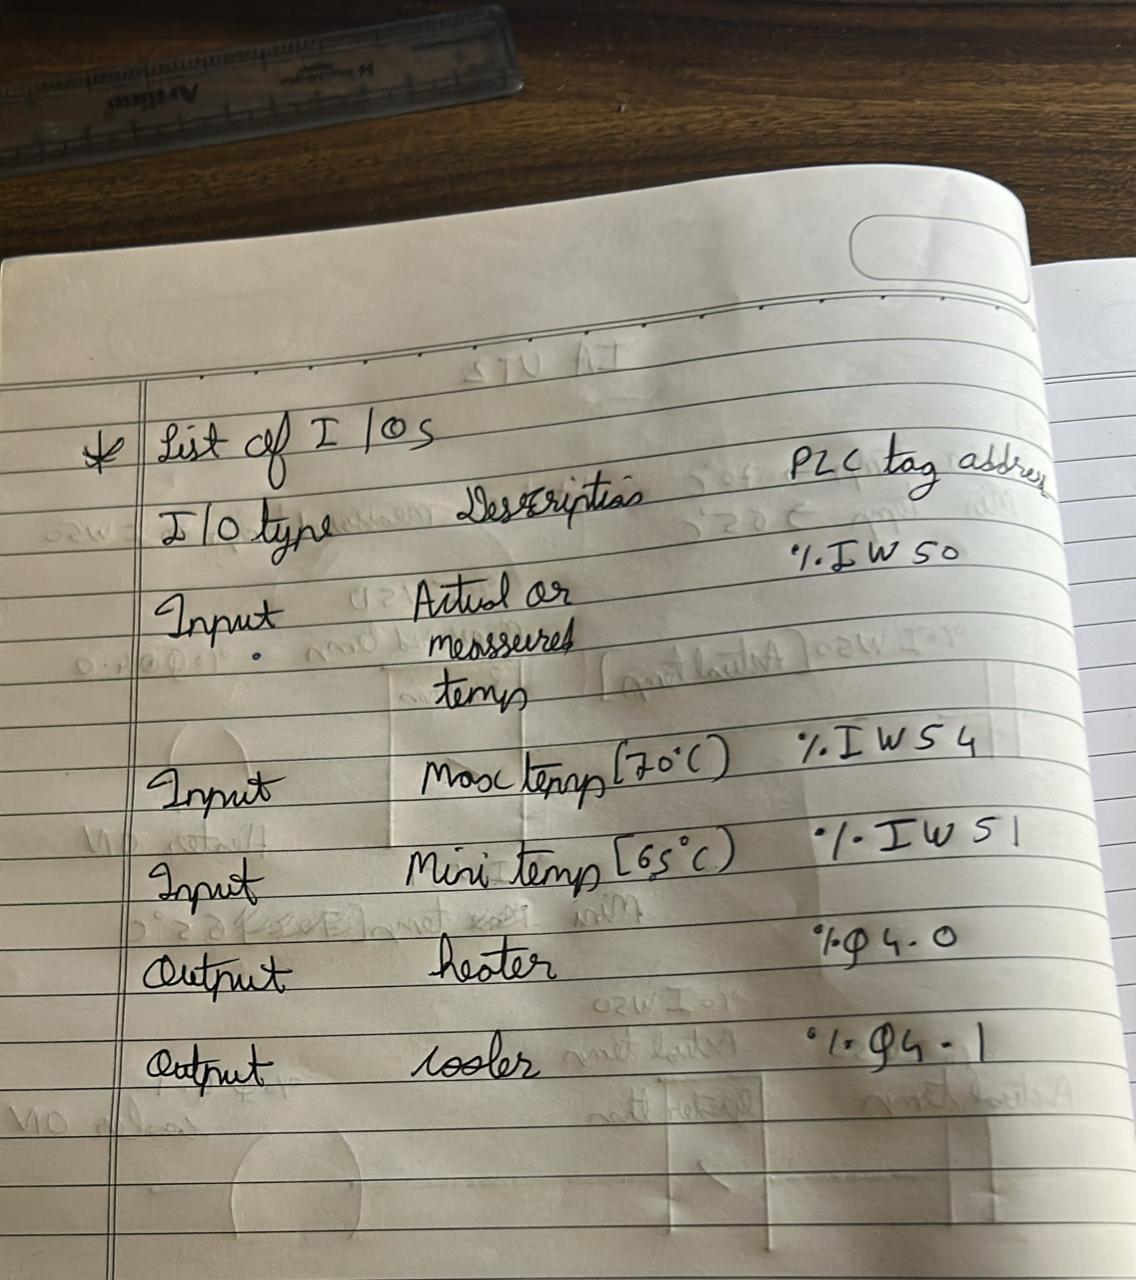 * List of I/Os
I/O type Description PLC tag address
Input Actual or %IW50
meassured
temp
Input Max temp [70°C) %IW54
Input Mini temp [65°C) %IW51
Output heater %Q4.0
Output cooler %Q4.1